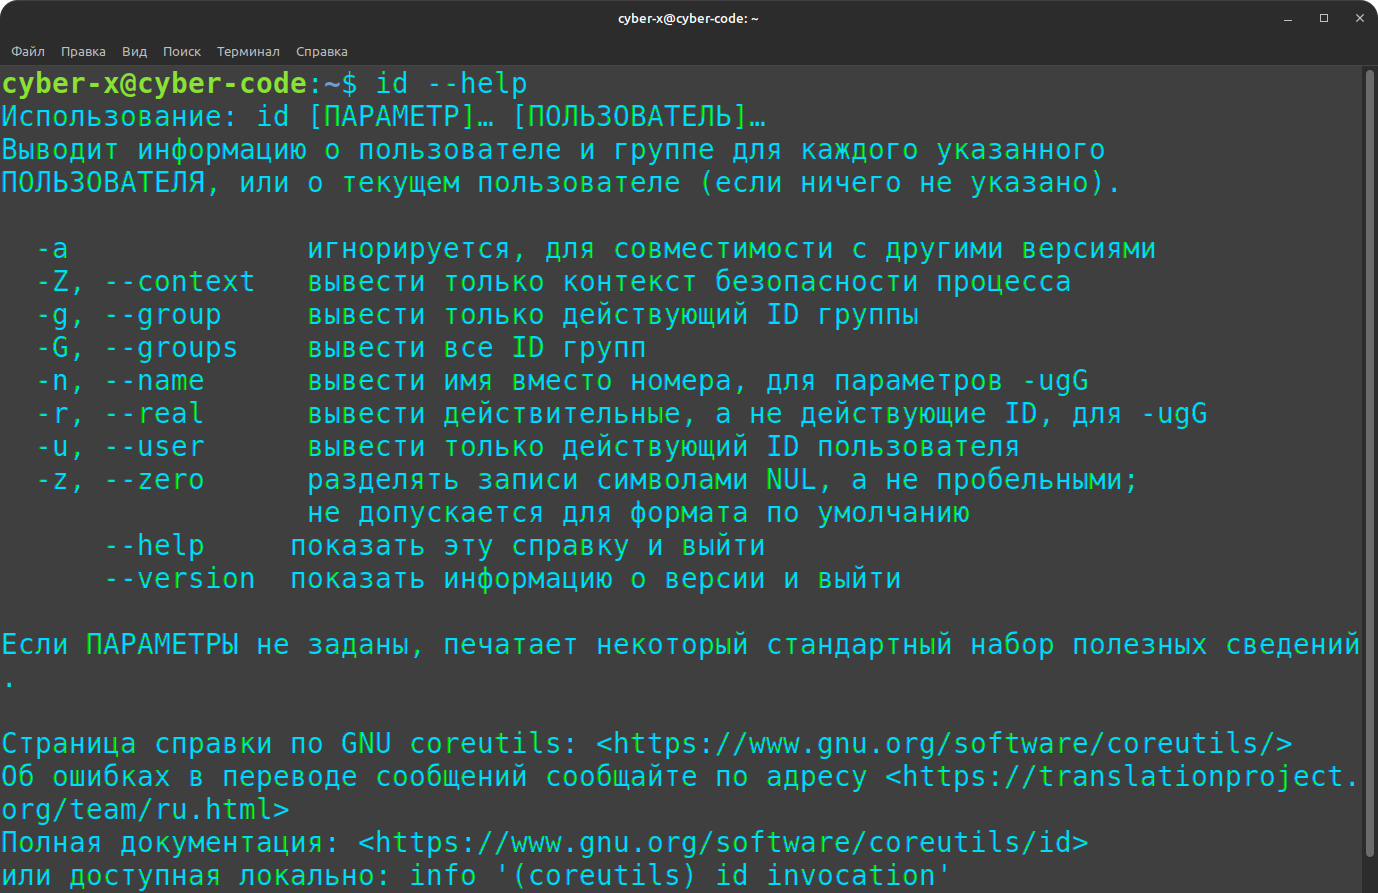 cyber-x@cyber-code: ~
Файл Правка Вид Поиск Терминал Справка
cyber-x@cyber-code:~$ id --help
Использование: id [ПАРАМЕТР]… [ПОЛЬЗОВАТЕЛЬ]…
Выводит информацию о пользователе и группе для каждого указанного
ПОЛЬЗОВАТЕЛЯ, или о текущем пользователе (если ничего не указано).

  -a              игнорируется, для совместимости с другими версиями
  -Z, --context   вывести только контекст безопасности процесса
  -g, --group     вывести только действующий ID группы
  -G, --groups    вывести все ID групп
  -n, --name      вывести имя вместо номера, для параметров -ugG
  -r, --real      вывести действительные, а не действующие ID, для -ugG
  -u, --user      вывести только действующий ID пользователя
  -z, --zero      разделять записи символами NUL, а не пробельными;
                  не допускается для формата по умолчанию
      --help     показать эту справку и выйти
      --version  показать информацию о версии и выйти

Если ПАРАМЕТРЫ не заданы, печатает некоторый стандартный набор полезных сведений
.

Страница справки по GNU coreutils: <https://www.gnu.org/software/coreutils/>
Об ошибках в переводе сообщений сообщайте по адресу <https://translationproject.
org/team/ru.html>
Полная документация: <https://www.gnu.org/software/coreutils/id>
или доступная локально: info '(coreutils) id invocation'